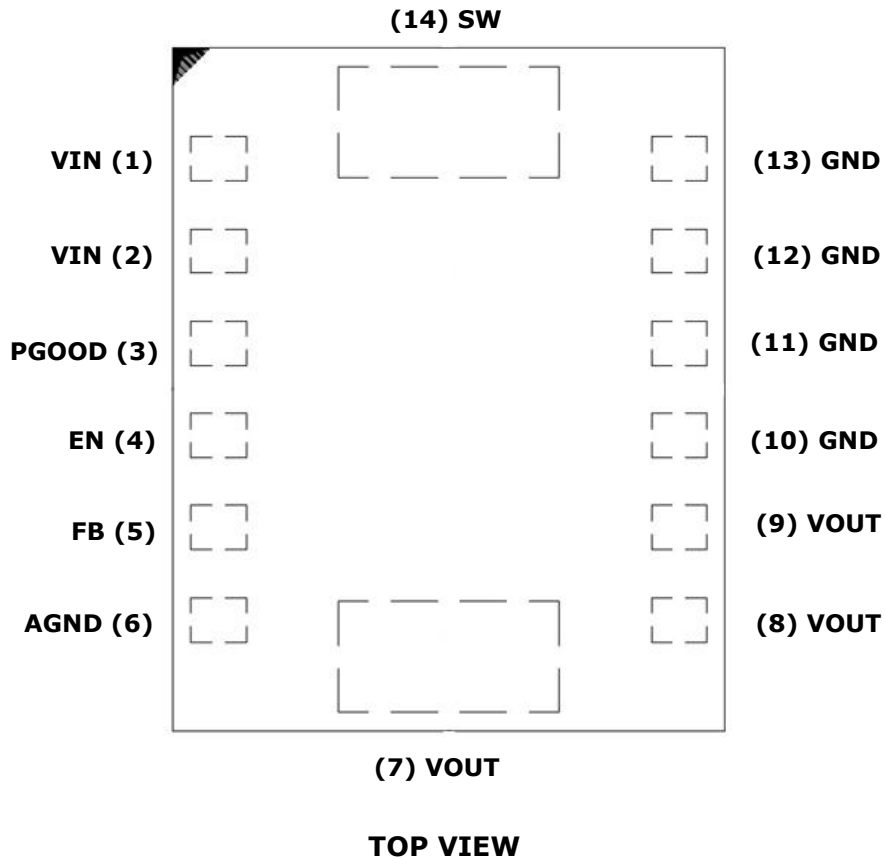 (14) SW
VIN (1)
(13) GND
VIN (2)
(12) GND
PGOOD (3)
(11) GND
EN (4)
(10) GND
FB (5)
(9) VOUT
AGND (6)
(8) VOUT
(7) VOUT
TOP VIEW